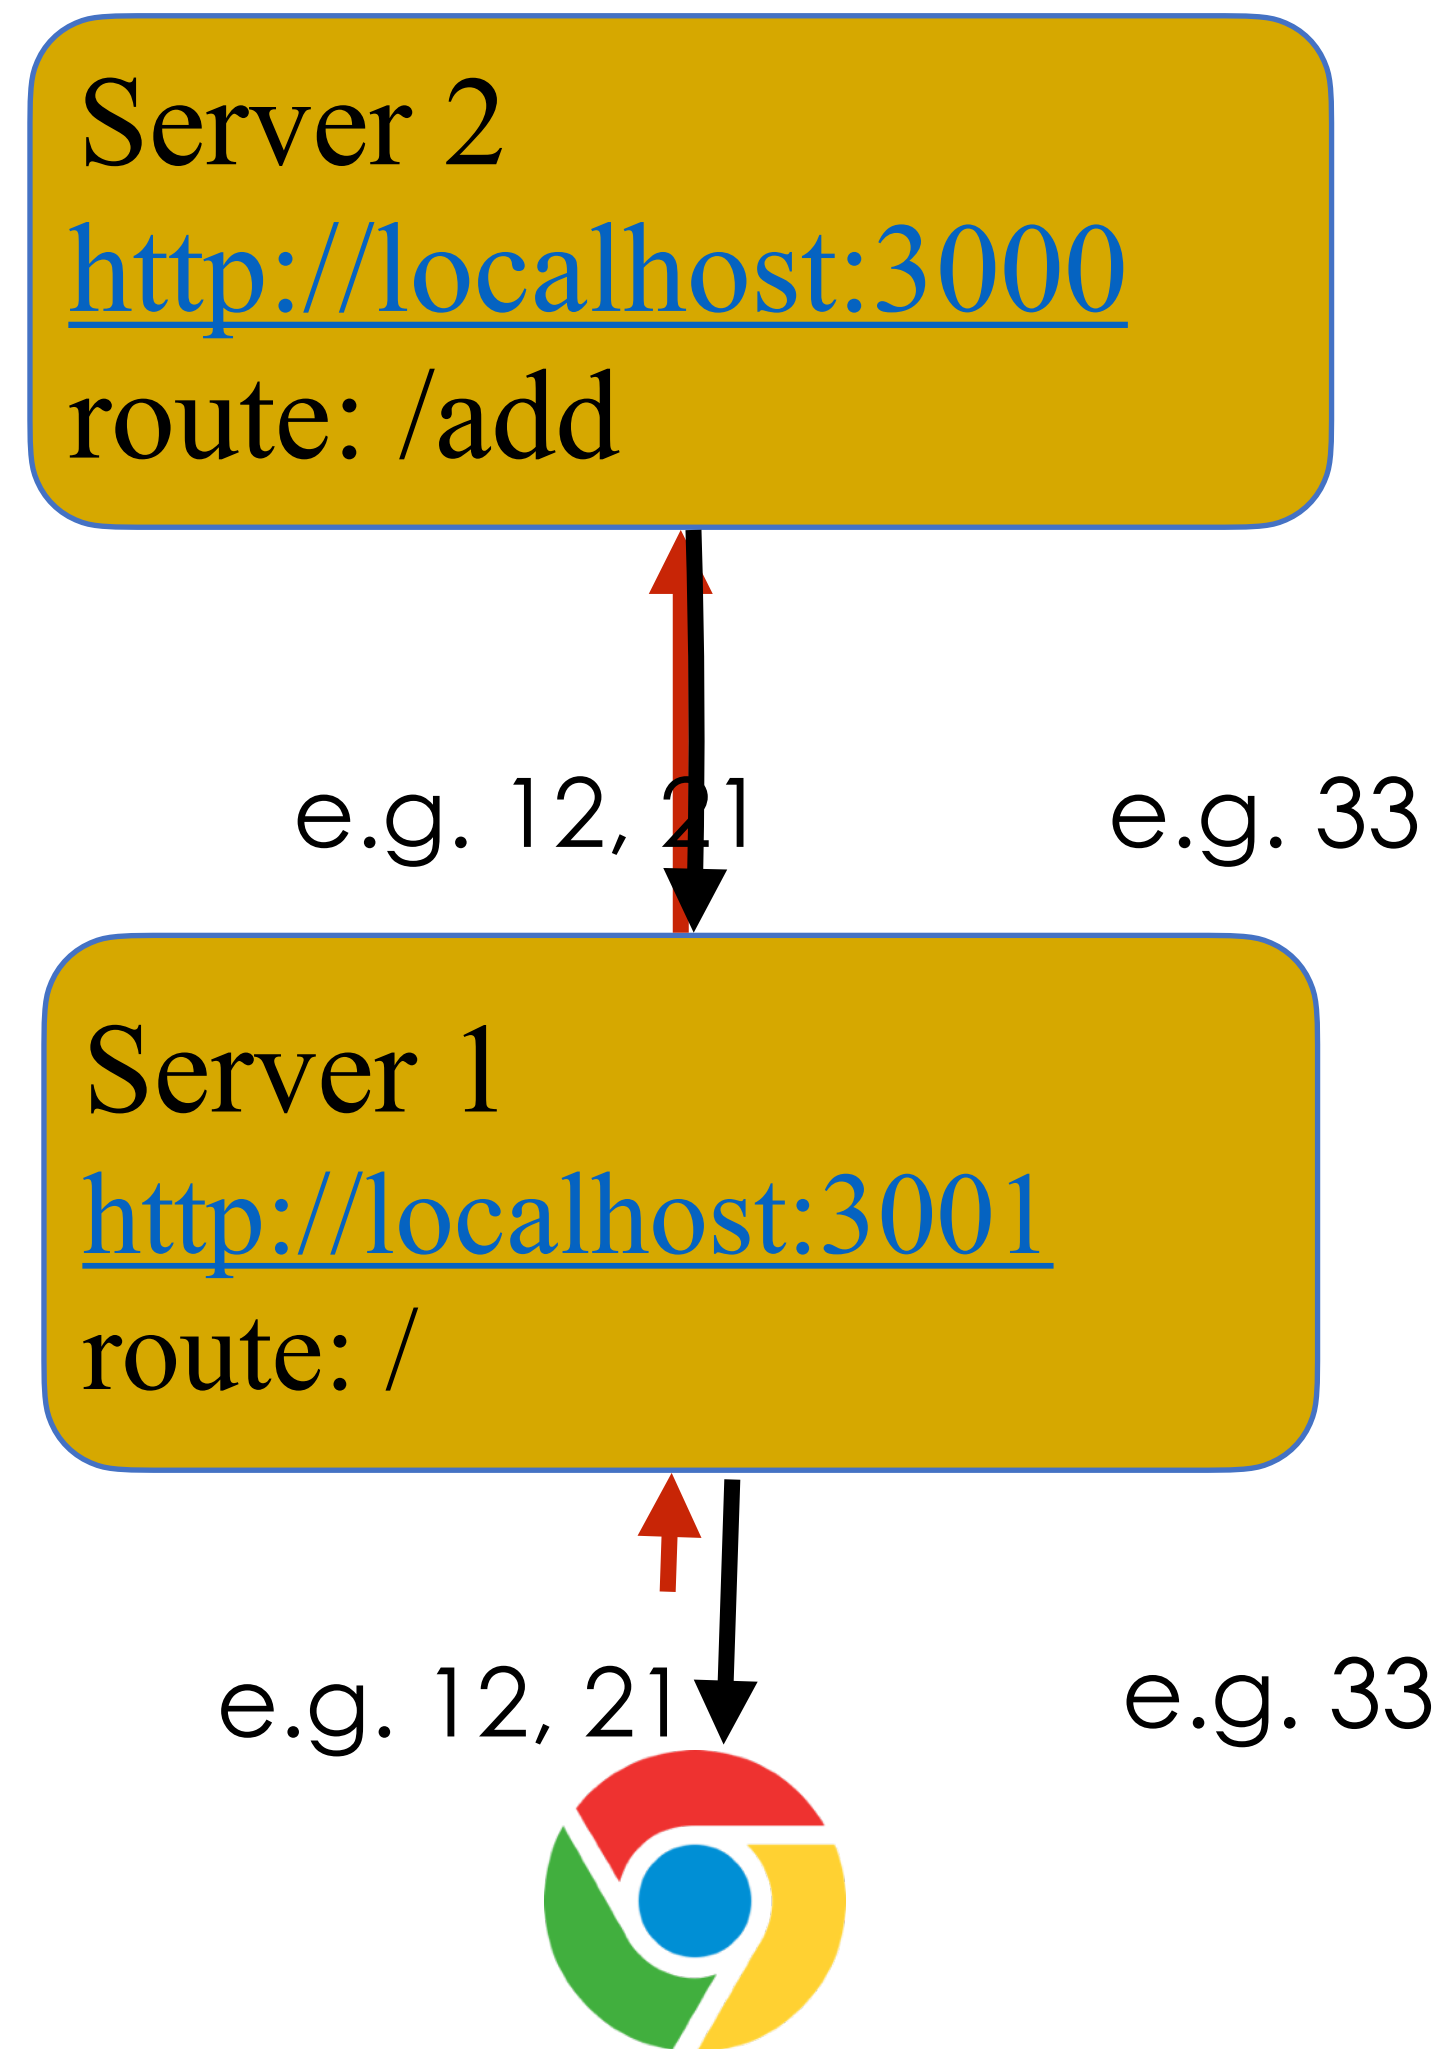 Server 2
http://localhost:3000
route: /add
e.g. 12, 21
e.g. 33
Server 1
http://localhost:3001
route: /
e.g. 12, 21
e.g. 33